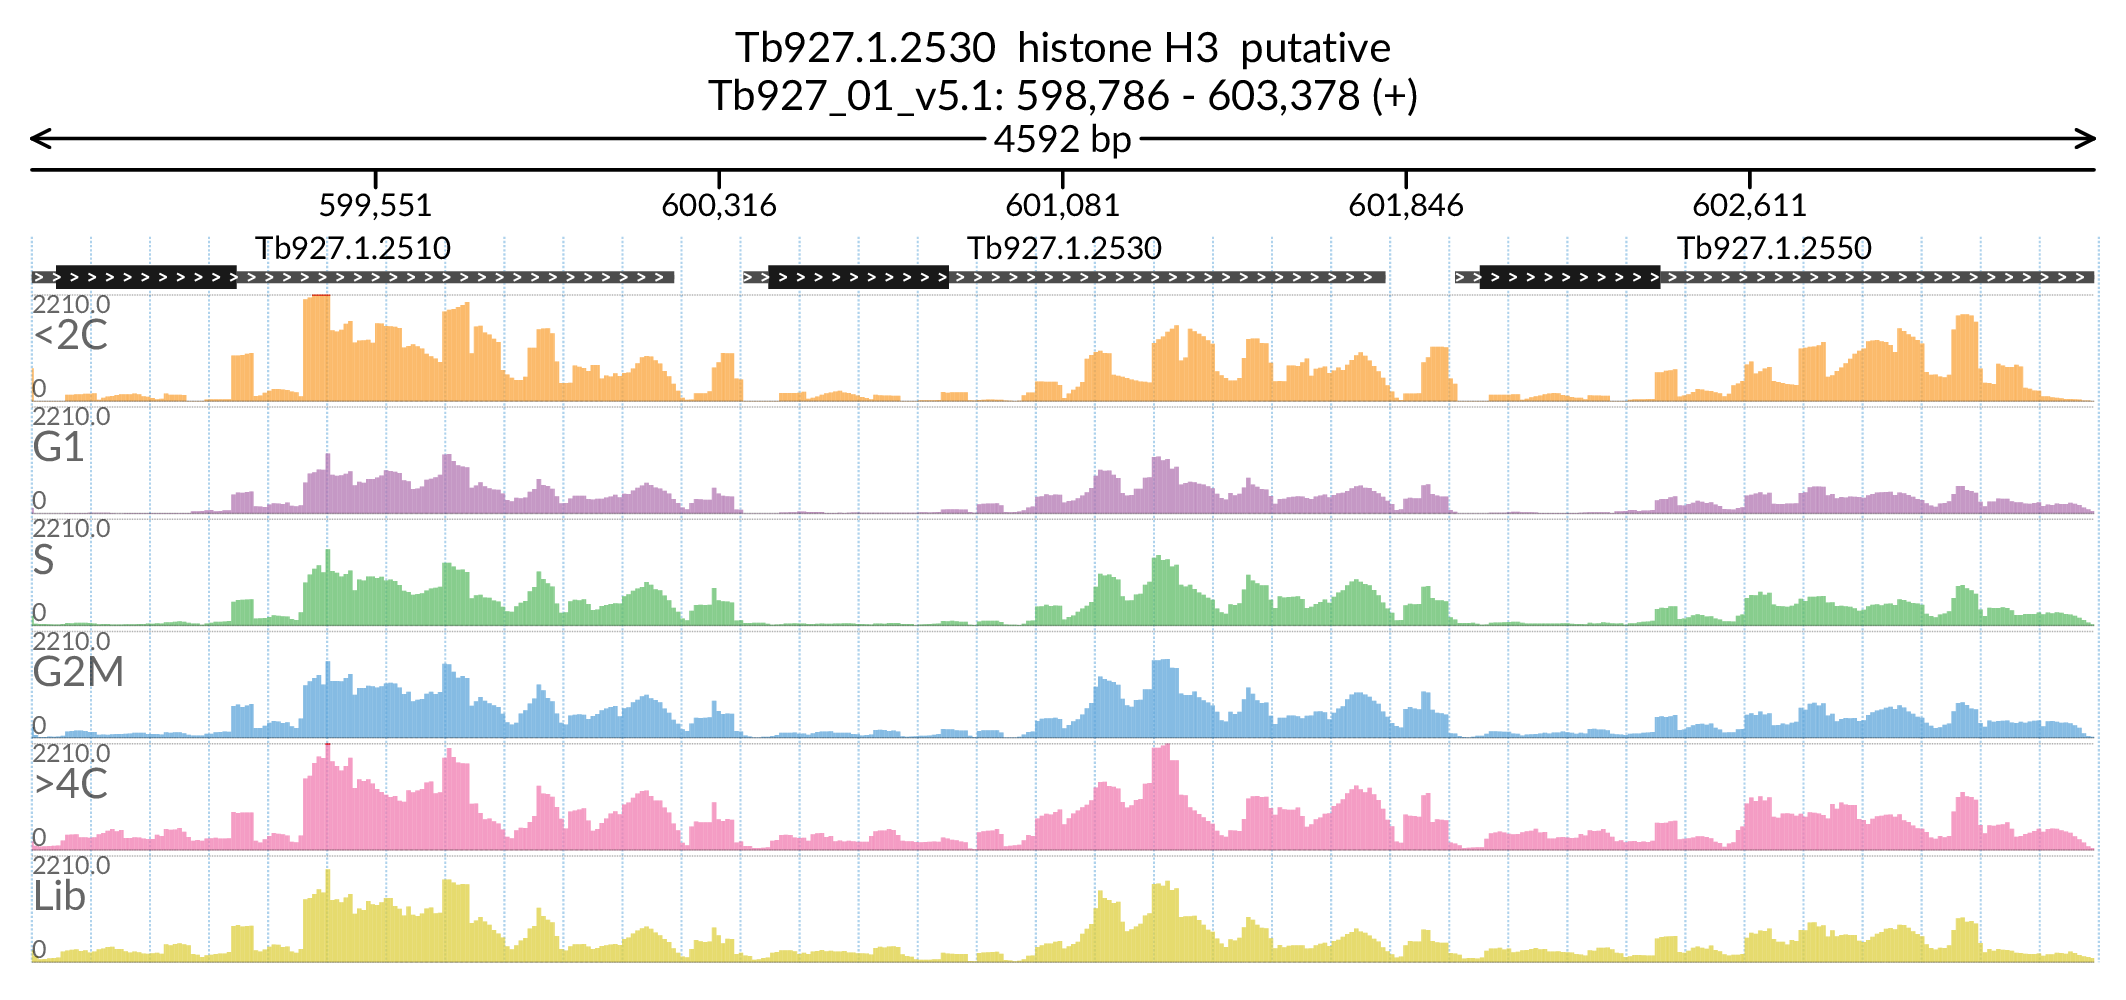 Tb927.1.2530  histone H3  putative
Tb927_01_v5.1: 598,786 - 603,378 (+)
4592 bp
599,551 600,316 601,081 601,846 602,611
Tb927.1.2510 Tb927.1.2530 Tb927.1.2550
2210.0
<2C
0
2210.0
G1
0
2210.0
S
0
2210.0
G2M
0
2210.0
>4C
0
2210.0
Lib
0